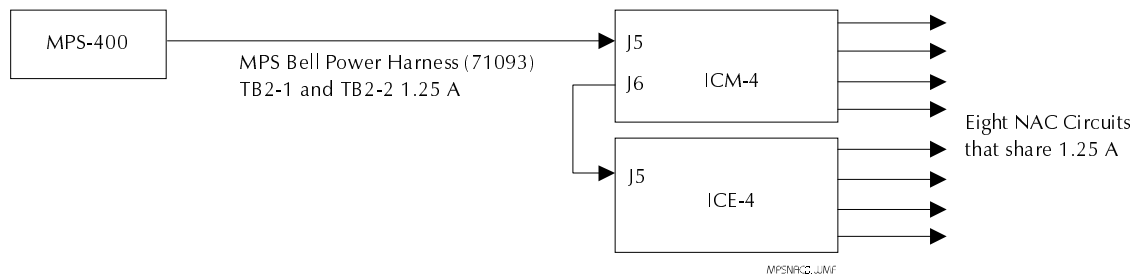 MPS-400
MPS Bell Power Harness (71093)
TB2-1 and TB2-2 1.25 A
J5
J6
ICM-4
J5
ICE-4
Eight NAC Circuits
that share 1.25 A